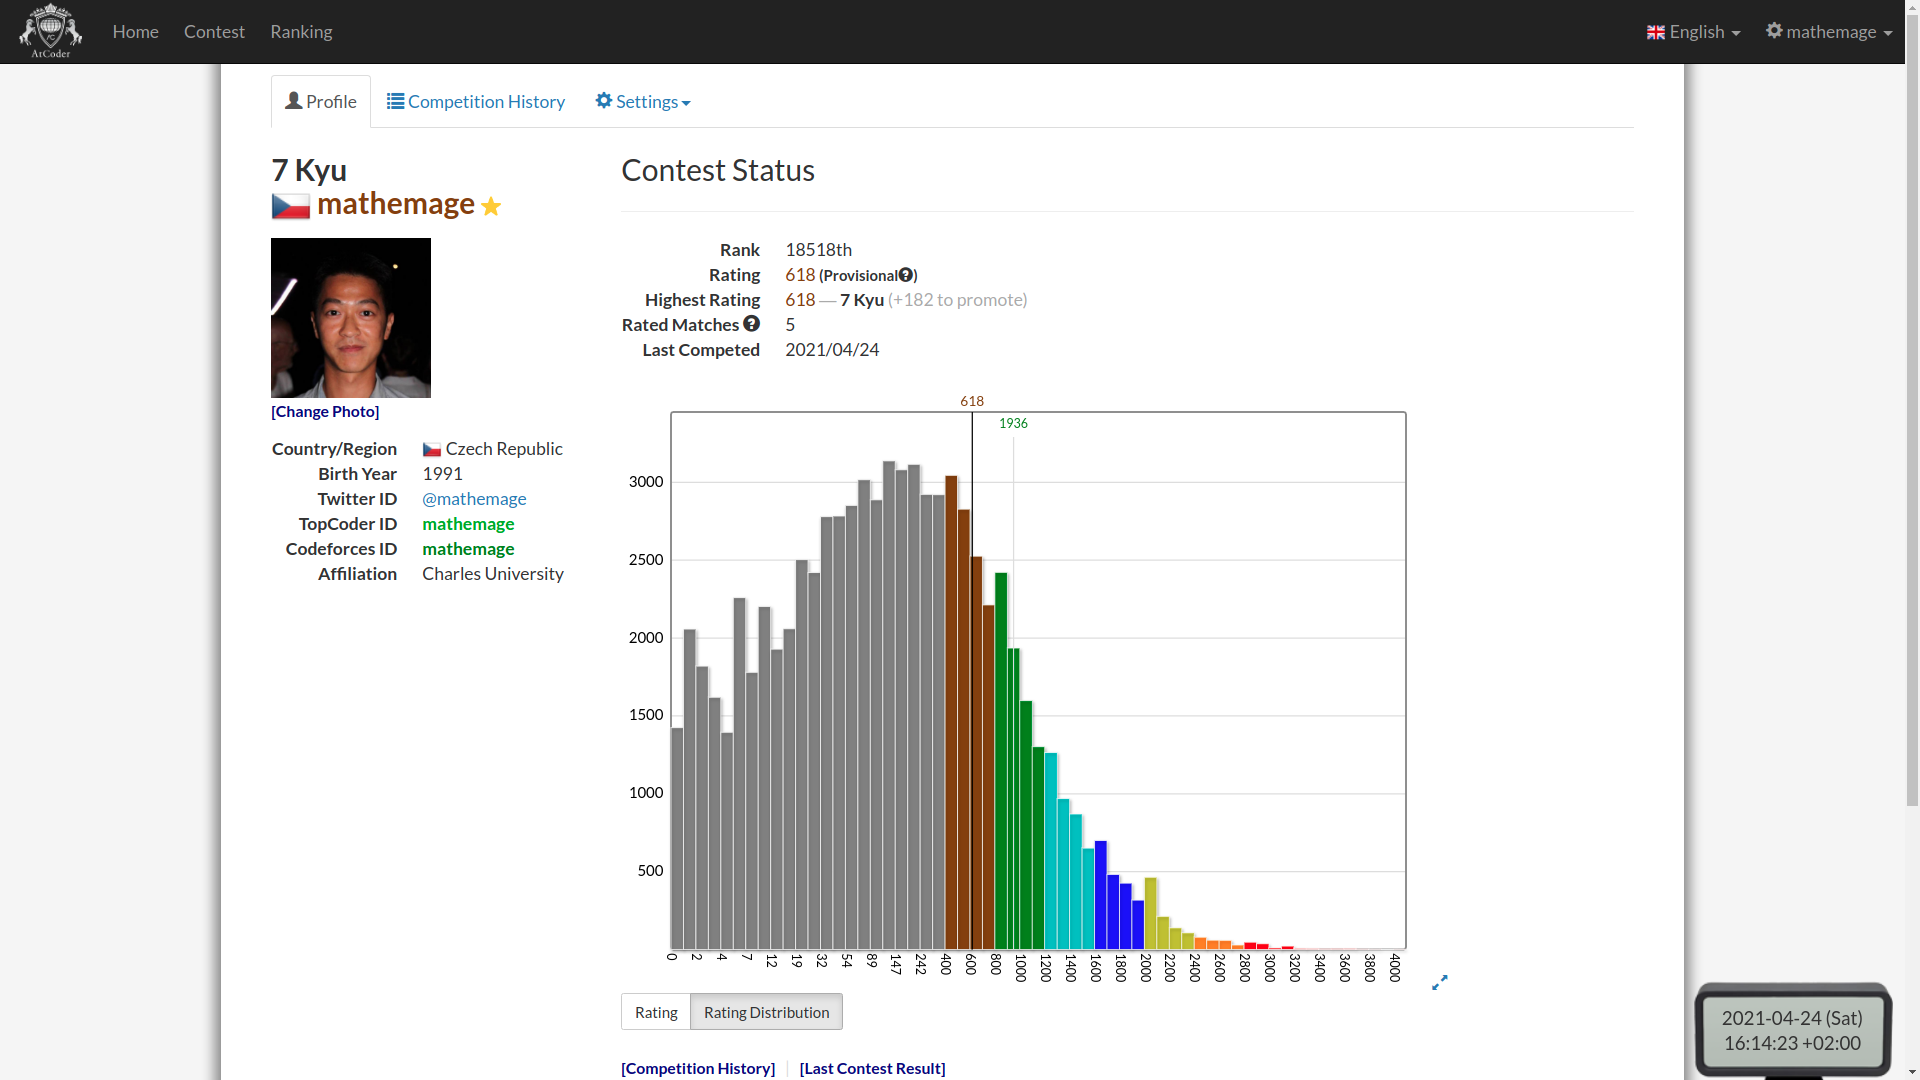 AtCoder
Home Contest Ranking
English mathemage
Profile Competition History Settings
7 Kyu
mathemage
[Change Photo]
Country/Region Czech Republic
Birth Year 1991
Twitter ID @mathemage
TopCoder ID mathemage
Codeforces ID mathemage
Affiliation Charles University
Contest Status
Rank 18518th
Rating 618 (Provisional?)
Highest Rating 618 ― 7 Kyu (+182 to promote)
Rated Matches ? 5
Last Competed 2021/04/24
618
1936
3000
2500
2000
1500
1000
500
0 2 4 7 12 19 32 54 89 147 242 400 600 800 1000 1200 1400 1600 1800 2000 2200 2400 2600 2800 3000 3200 3400 3600 3800 4000
Rating Rating Distribution
[Competition History] [Last Contest Result]
2021-04-24 (Sat)
16:14:23 +02:00